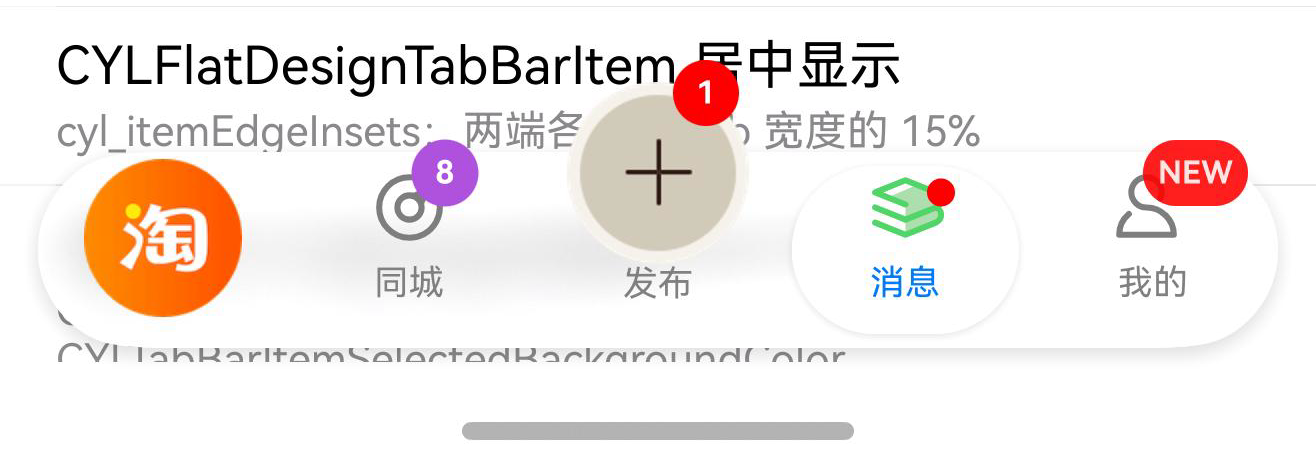 CYLFlatDesignTabBarItem 居中显示
cyl_itemEdgeInsets: 两端各 宽度的 15%
1
8
NEW
淘
同城
发布
消息
我的
CYLTabBarItemSelectedBackgroundColor